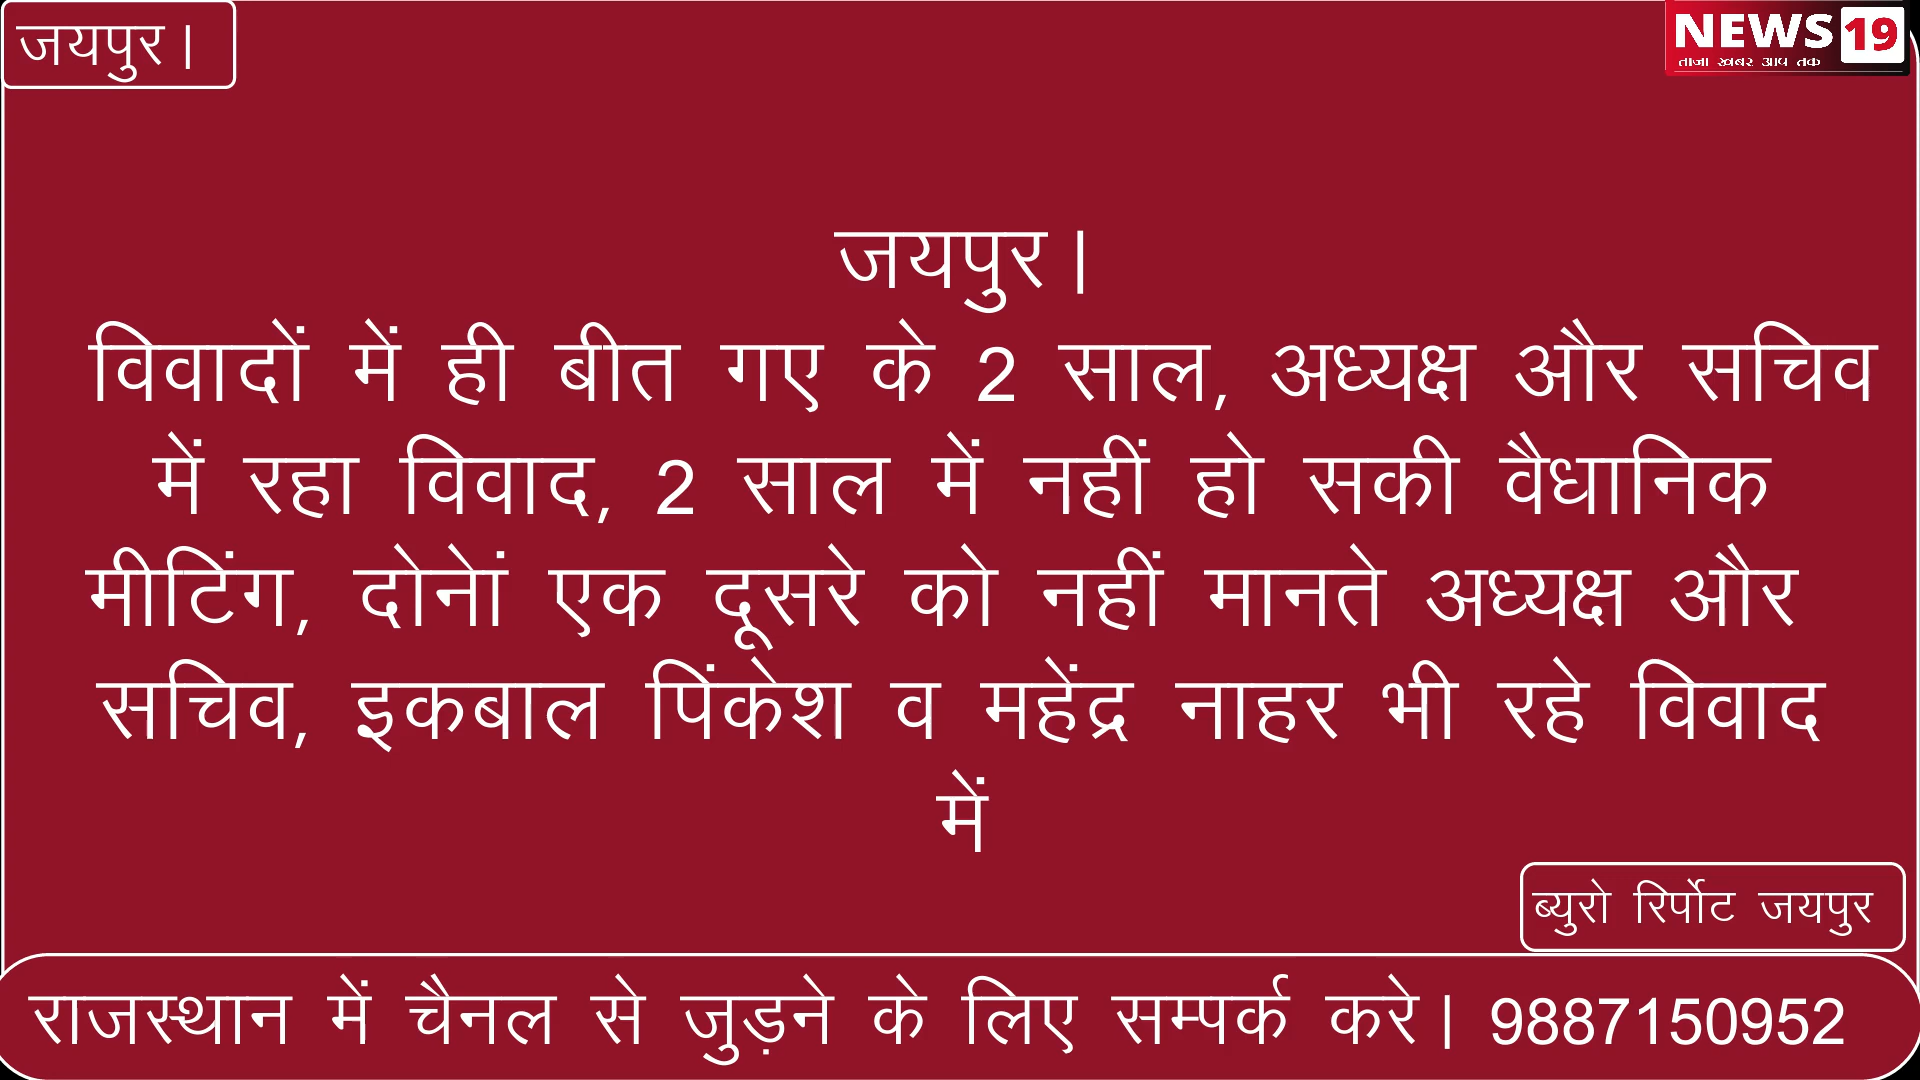 जयपुर।
NEWS 19
ताजा खबर आप तक
जयपुर।
विवादों में ही बीत गए के 2 साल, अध्यक्ष और सचिव
में रहा विवाद, 2 साल में नहीं हो सकी वैधानिक
मीटिंग, दोनेां एक दूसरे को नहीं मानते अध्यक्ष और
सचिव, इकबाल पिंकेश व महेंद्र नाहर भी रहे विवाद
में
ब्युरो रिर्पोट जयपुर
राजस्थान में चैनल से जुड़ने के लिए सम्पर्क करे। 9887150952